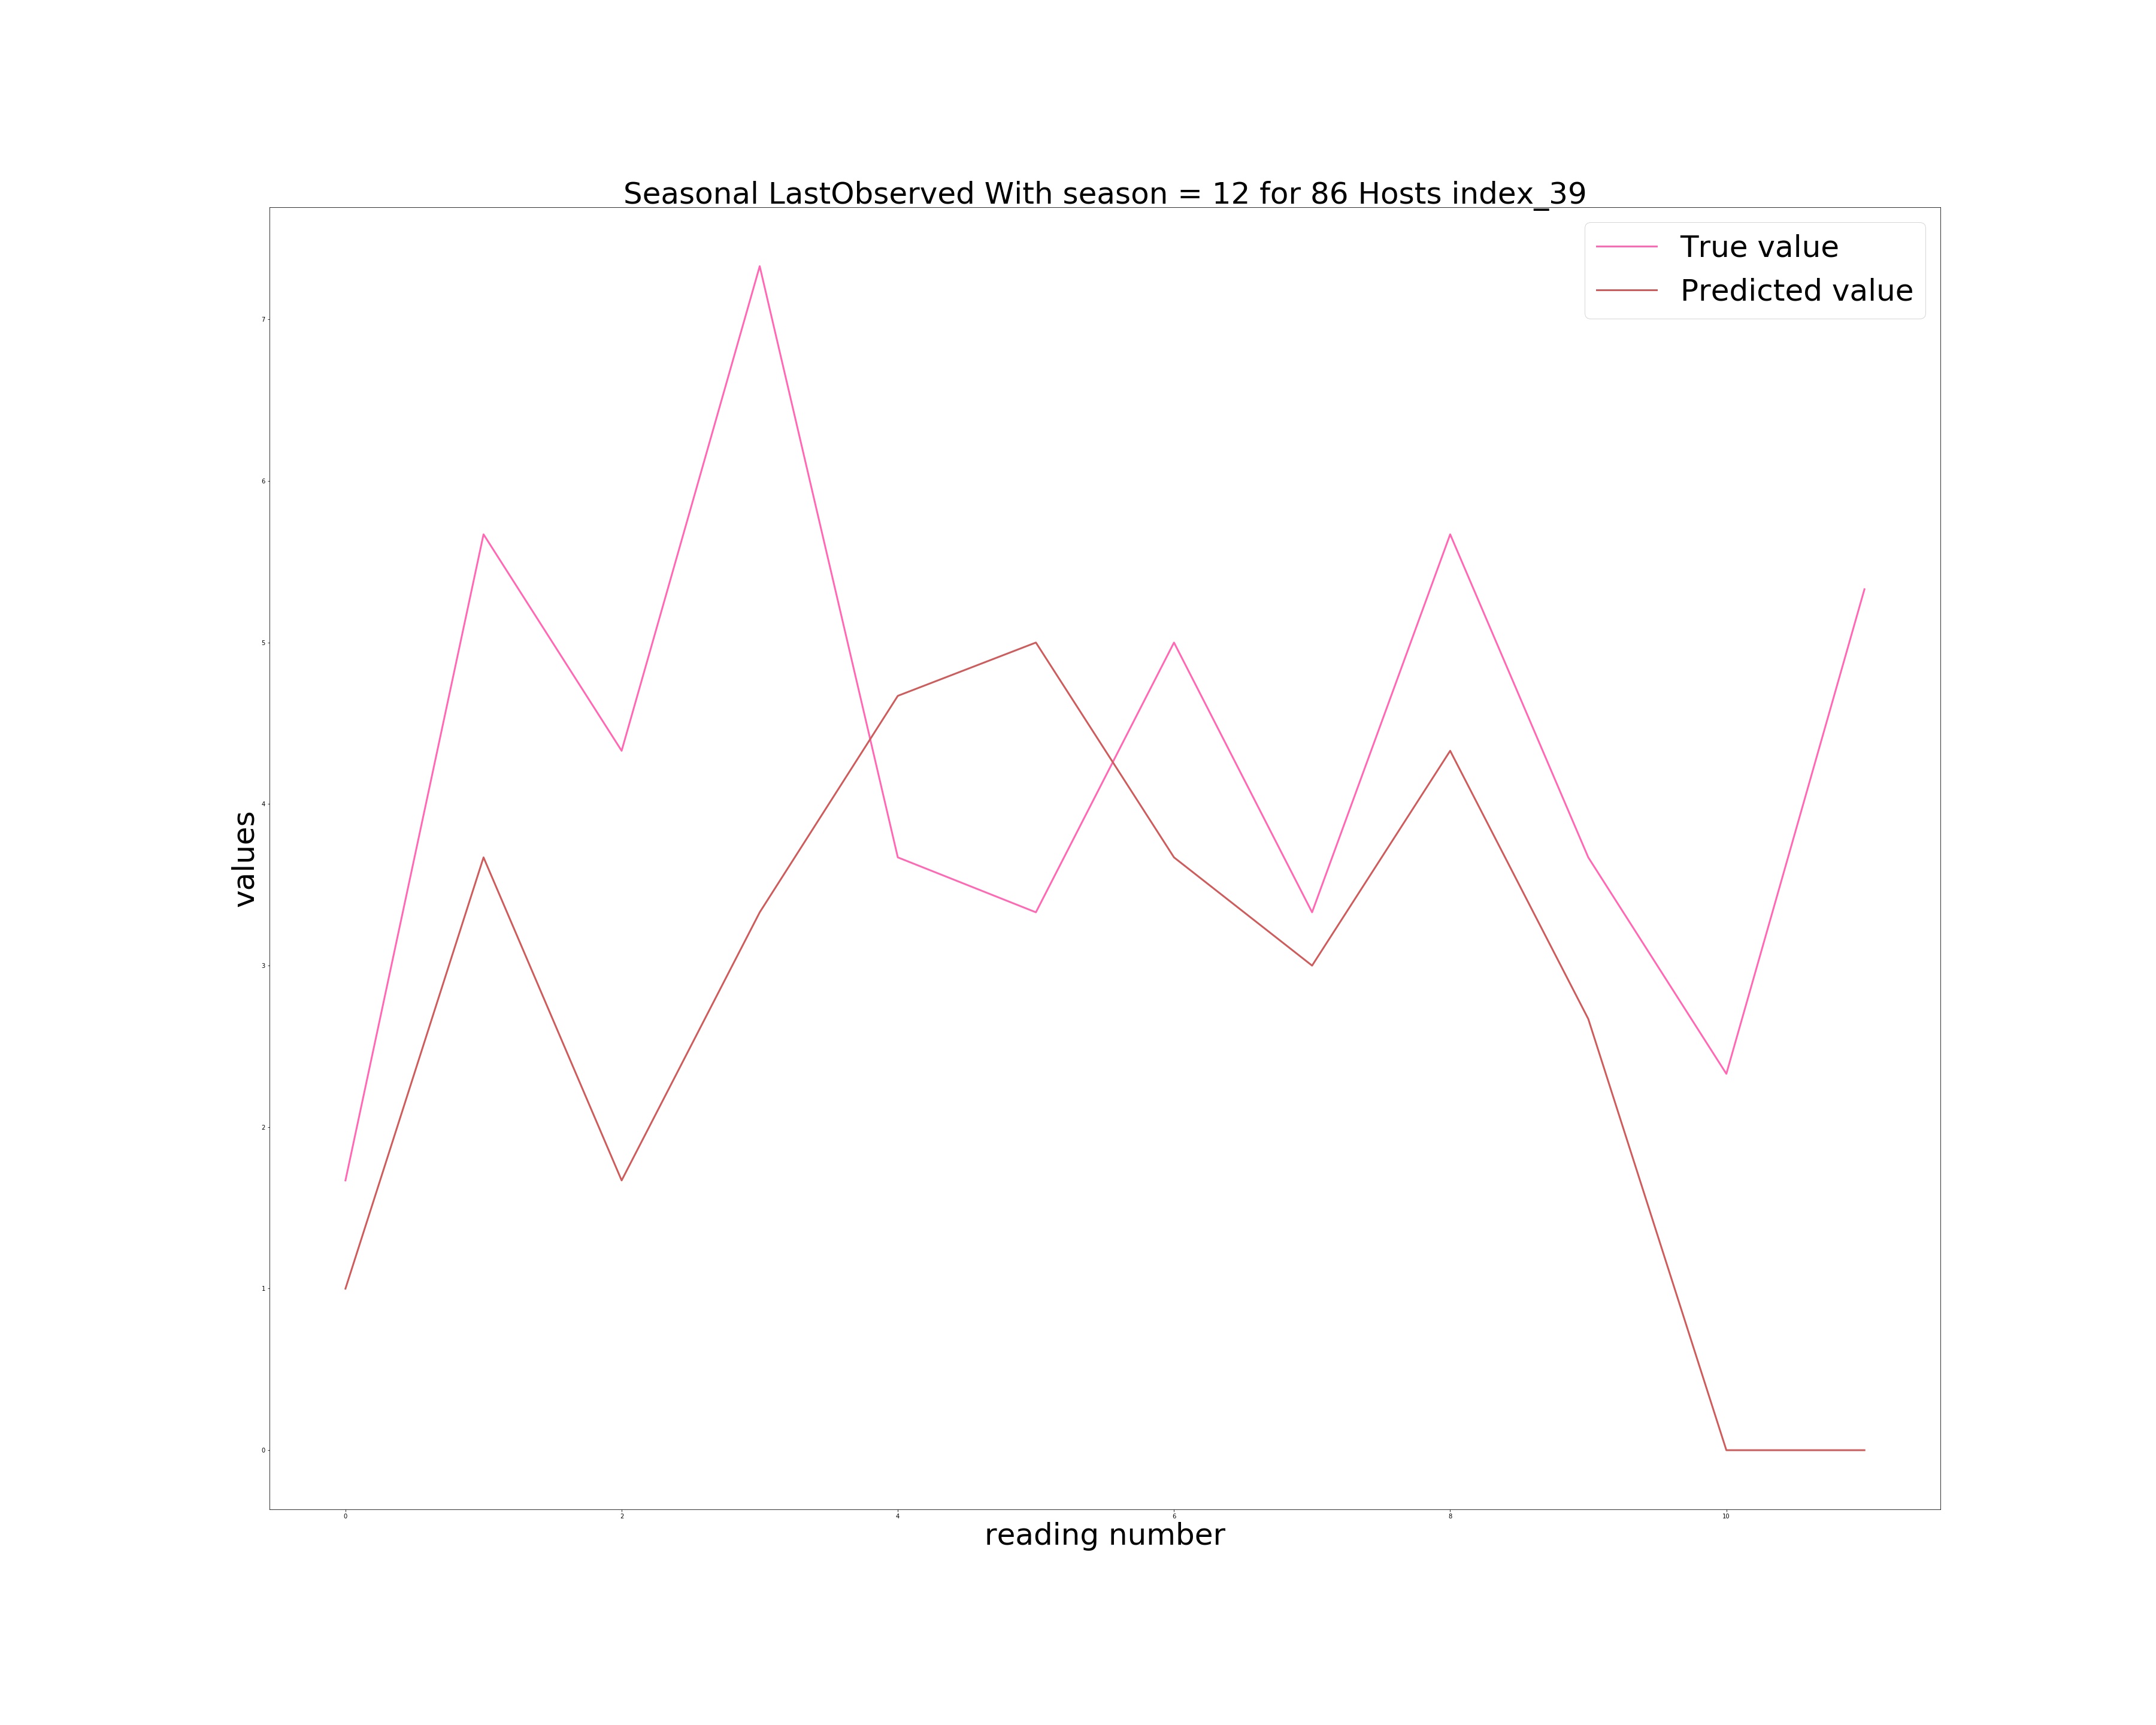 Seasonal LastObserved With season = 12 for 86 Hosts index_39
True value
Predicted value
7
6
5
4
3
2
1
0
values
0 2 4 6 8 10
reading number